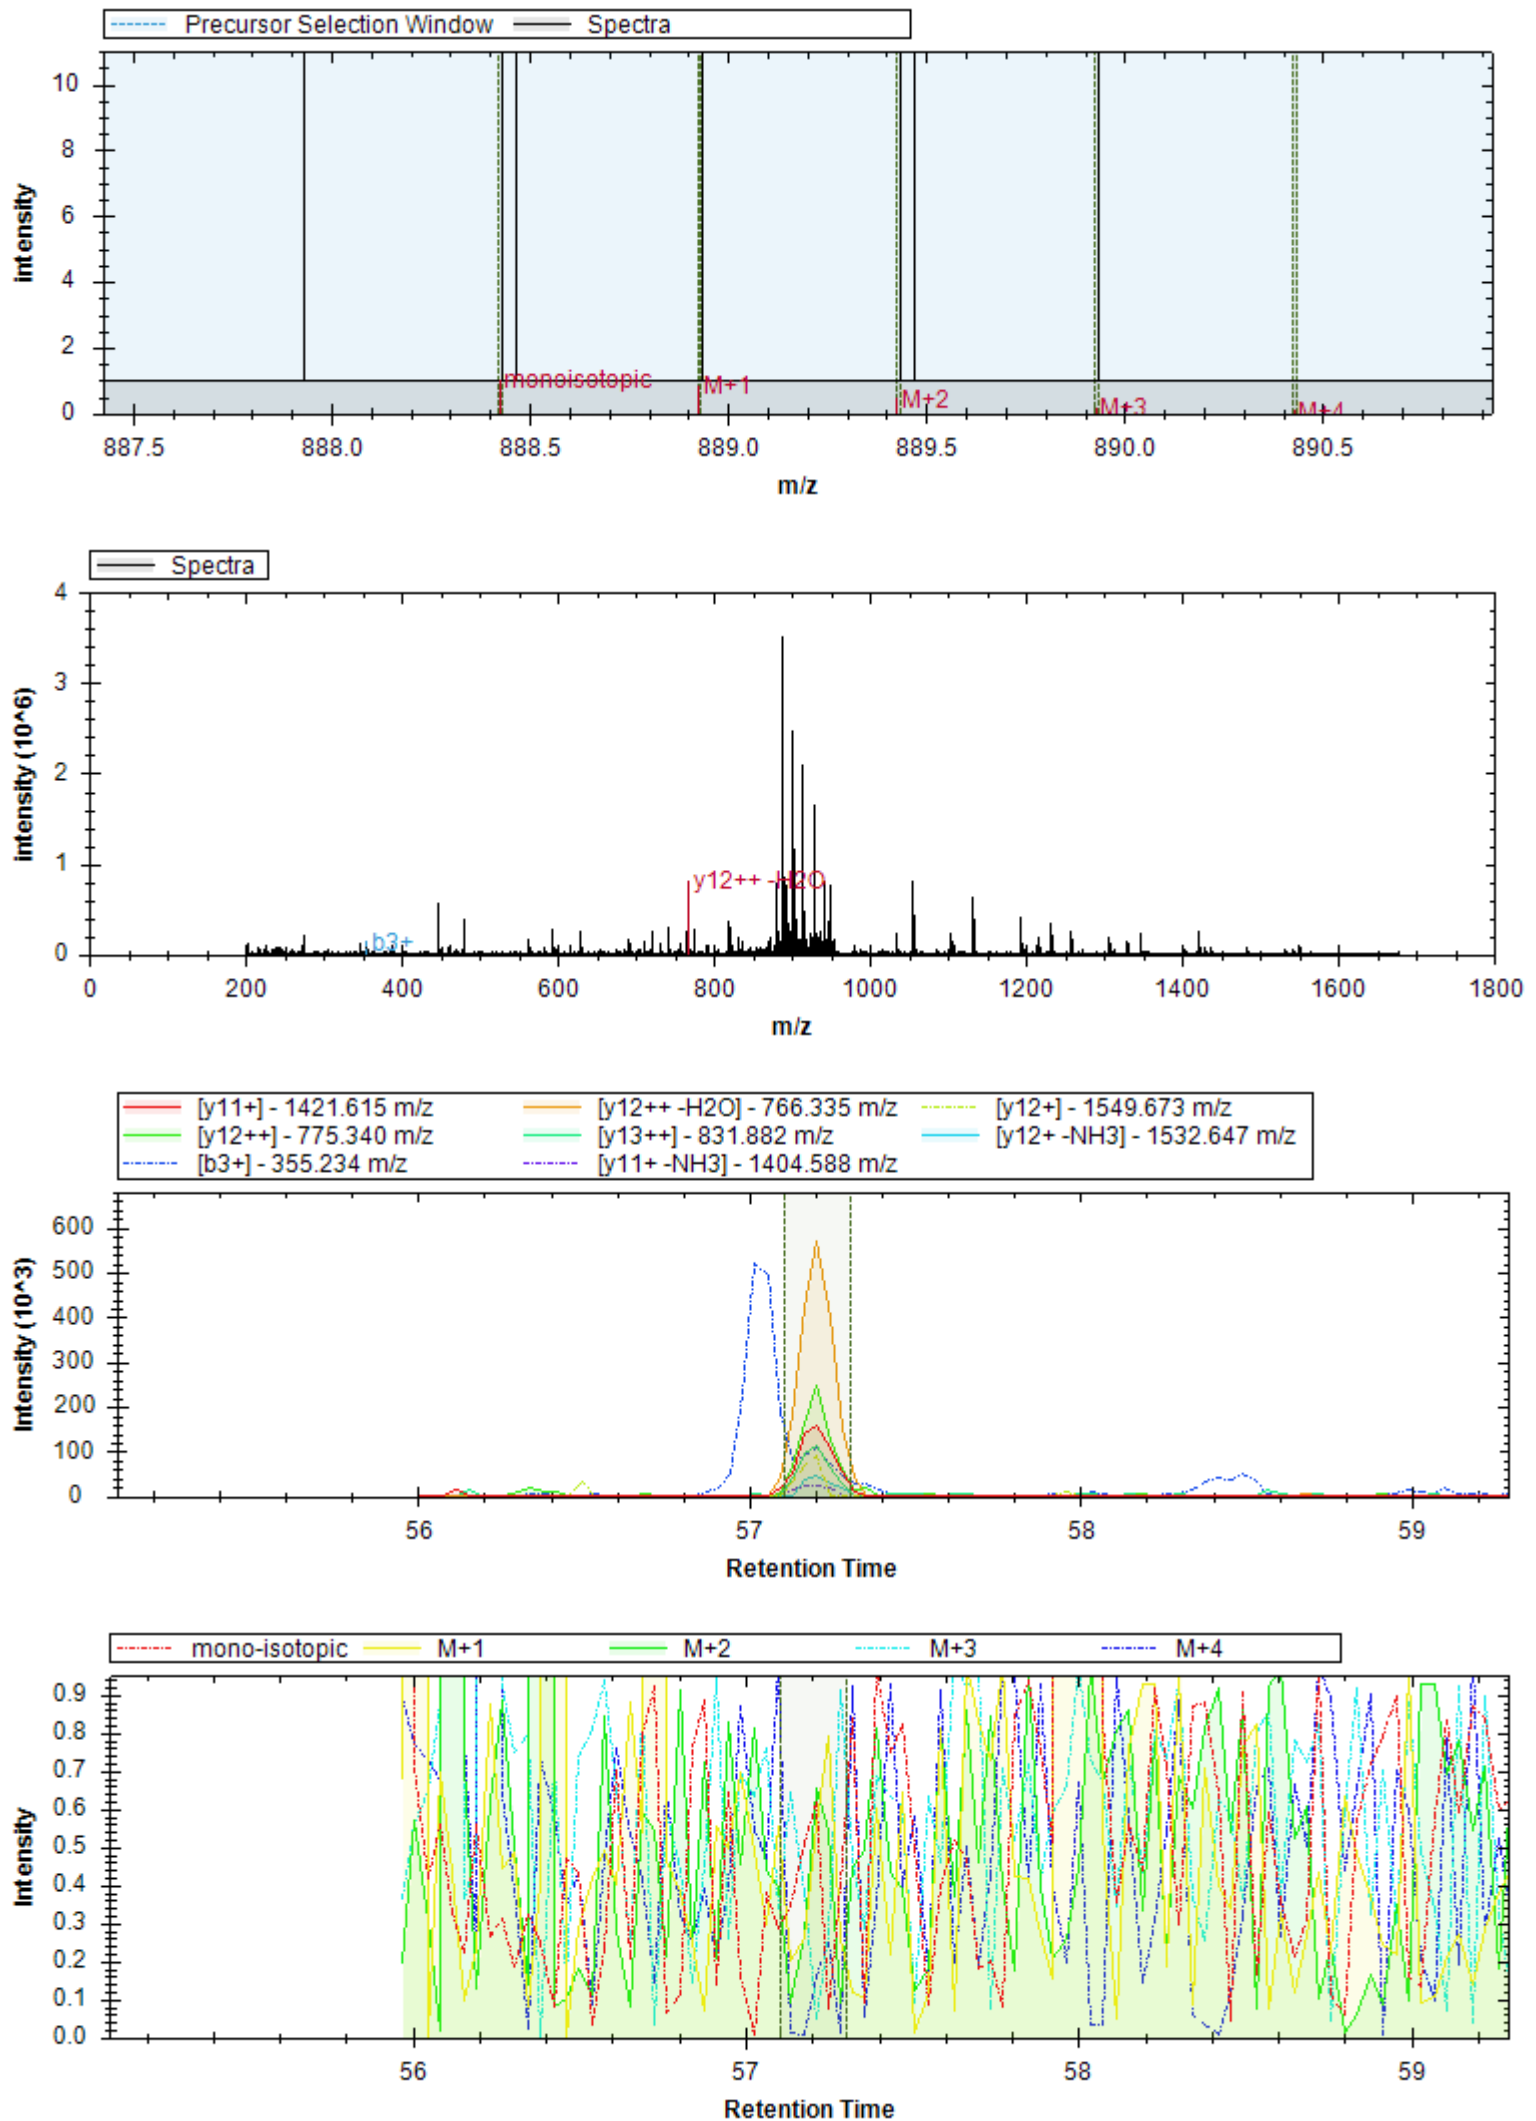 Precursor Selection Window Spectra
10
8
6
4
2
0
intensity
monoisotopic M+1 M+2 M+3 M+4
887.5 888.0 888.5 889.0 889.5 890.0 890.5
m/z
Spectra
4
3
2
1
0
intensity (10^6)
y12++ -H2O
b3+
0 200 400 600 800 1000 1200 1400 1600 1800
m/z
[y11+] - 1421.615 m/z [y12++ -H2O] - 766.335 m/z [y12+] - 1549.673 m/z
[y12++] - 775.340 m/z [y13++] - 831.882 m/z [y12+ -NH3] - 1532.647 m/z
[b3+] - 355.234 m/z [y11+ -NH3] - 1404.588 m/z
600
500
400
300
200
100
0
Intensity (10^3)
56 57 58 59
Retention Time
mono-isotopic M+1 M+2 M+3 M+4
0.9
0.8
0.7
0.6
0.5
0.4
0.3
0.2
0.1
0.0
Intensity
56 57 58 59
Retention Time